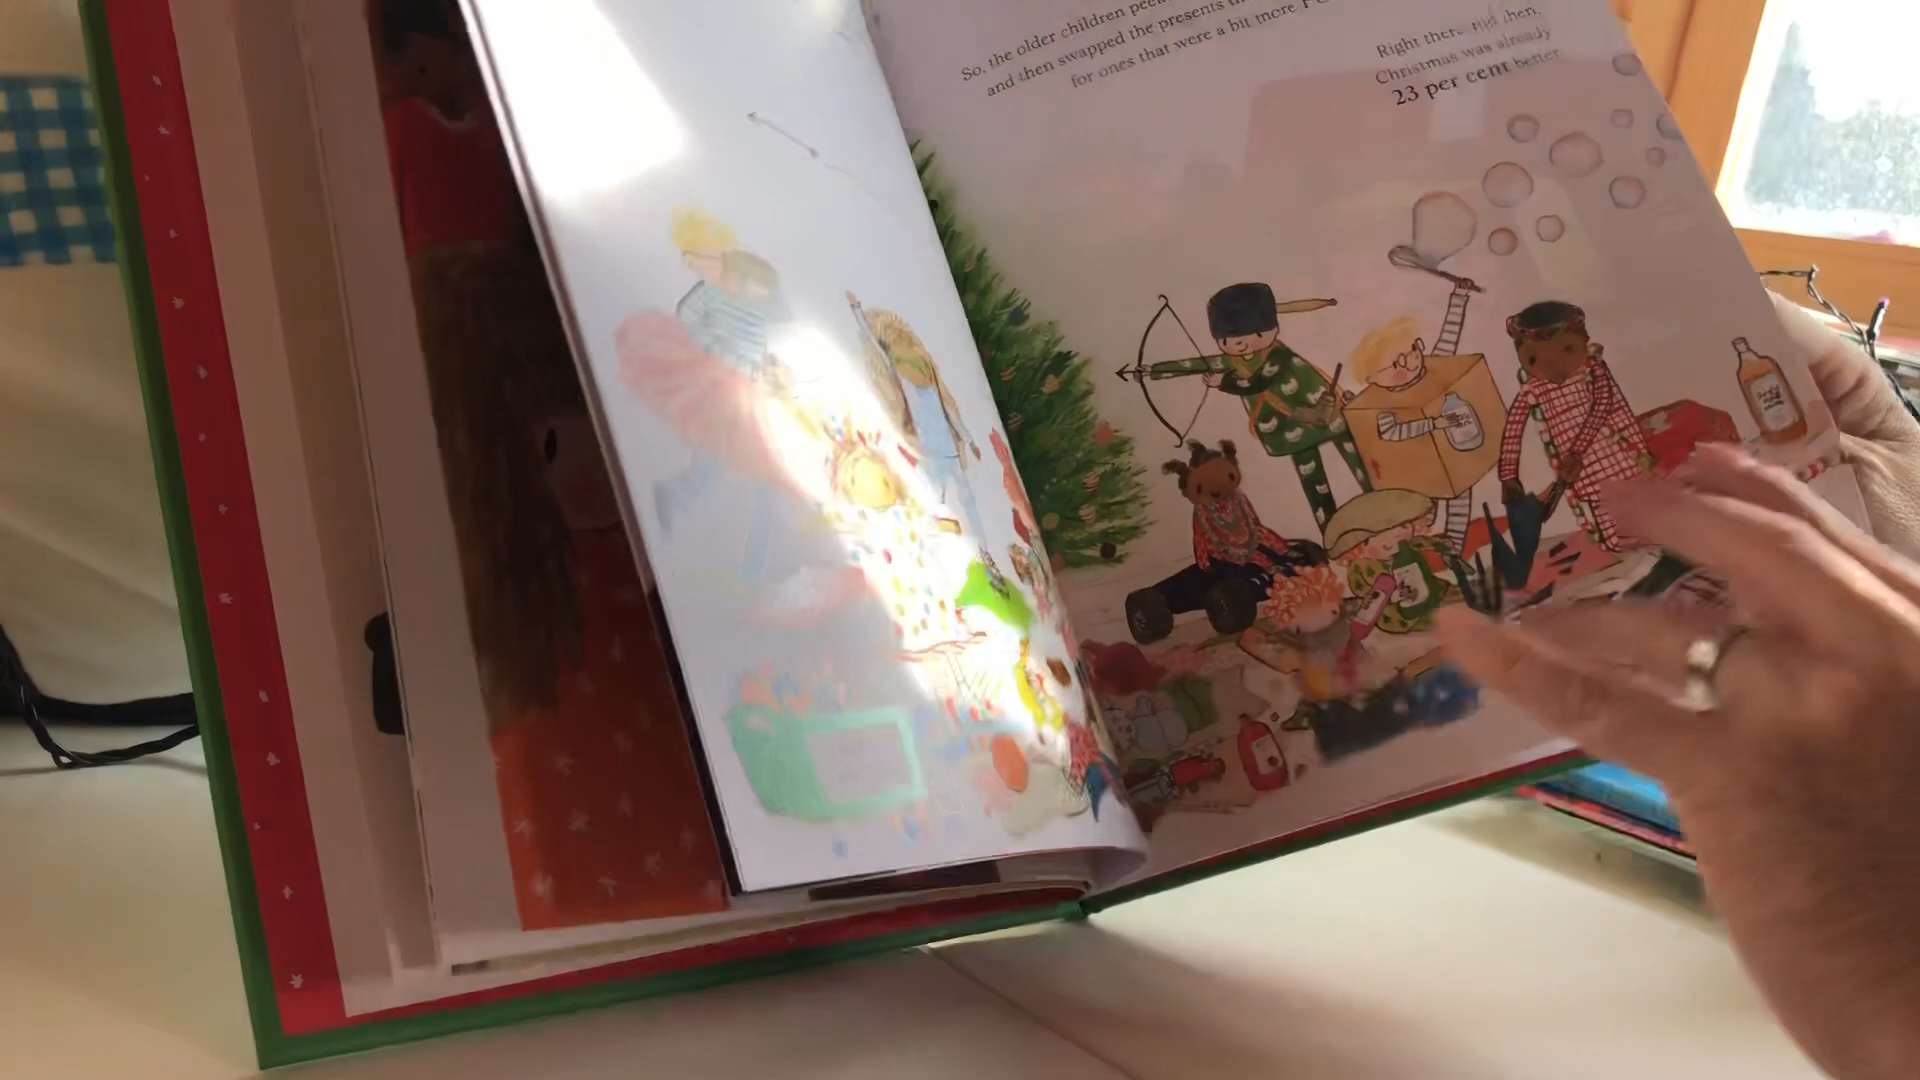 So, the older children
and then swapped the presents
for ones that were a bit more
Right there and then,
Christmas was already
23 per cent better.